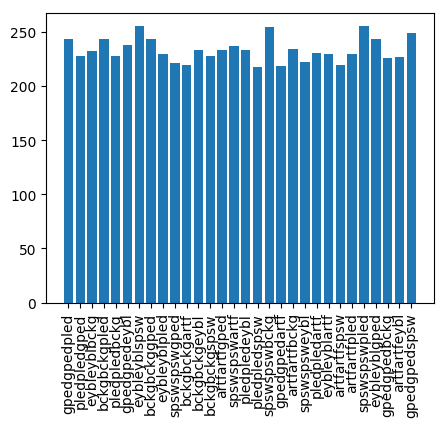 250
200
150
100
50
0
gpedgpedpled
pledpledgped
eybleyblbckg
bckgbckgpled
pledpledbckg
gpedgpedeybl
eybleyblspsw
bckgbckggped
eybleyblpled
spswspswgped
bckgbckgartf
bckgbckgeybl
bckgbckgspsw
artfartfgped
spswspswartf
pledpledeybl
pledpledspsw
spswspswbckg
gpedgpedartf
artfartfbckg
spswspsweybl
pledpledartf
eybleyblartf
artfartfspsw
artfartfpled
spswspswpled
eybleyblgped
gpedgpedbckg
artfartfeybl
gpedgpedspsw